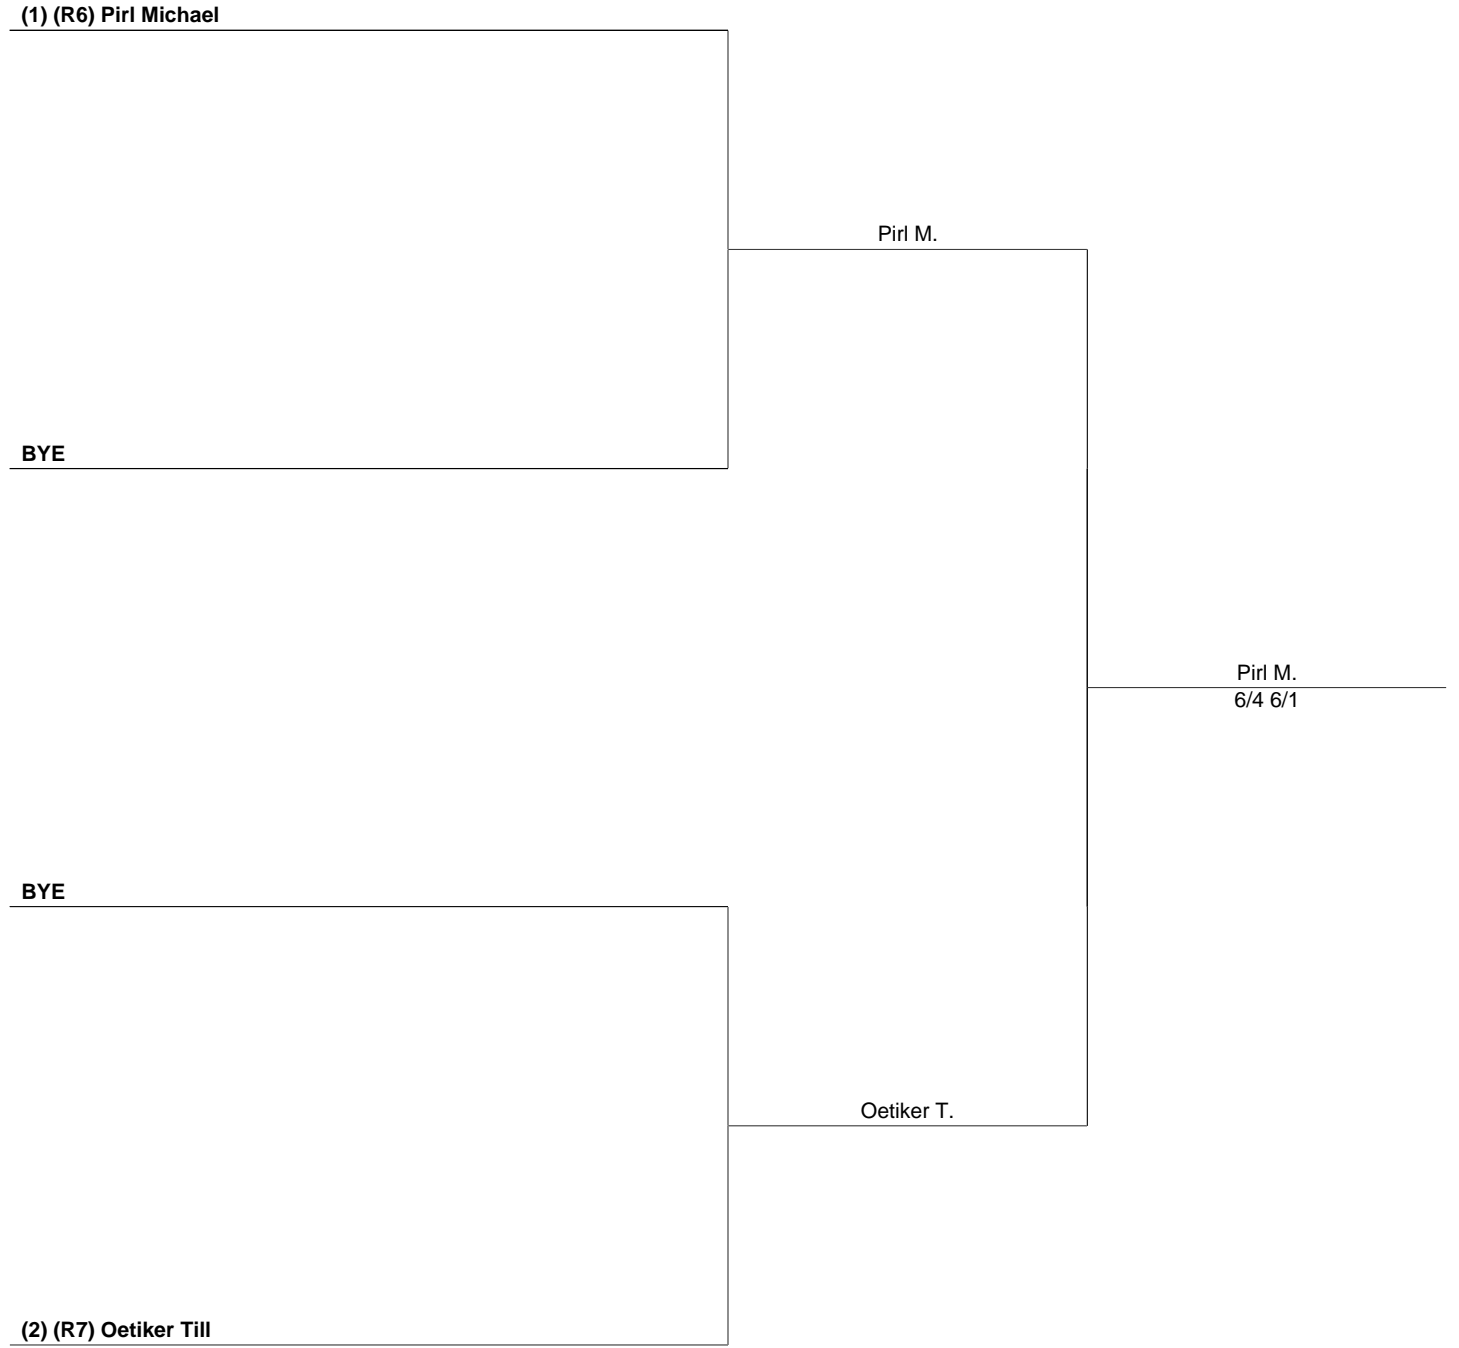 (1) (R6) Pirl Michael
Pirl M.
BYE
Pirl M.
6/4 6/1
BYE
Oetiker T.
(2) (R7) Oetiker Till